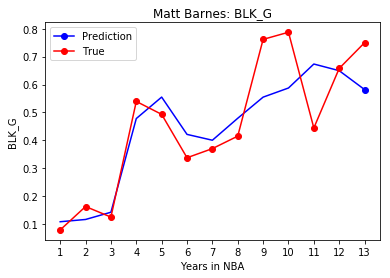 Matt Barnes: BLK_G
Prediction
True
BLK_G
0.8
0.7
0.6
0.5
0.4
0.3
0.2
0.1
1 2 3 4 5 6 7 8 9 10 11 12 13
Years in NBA